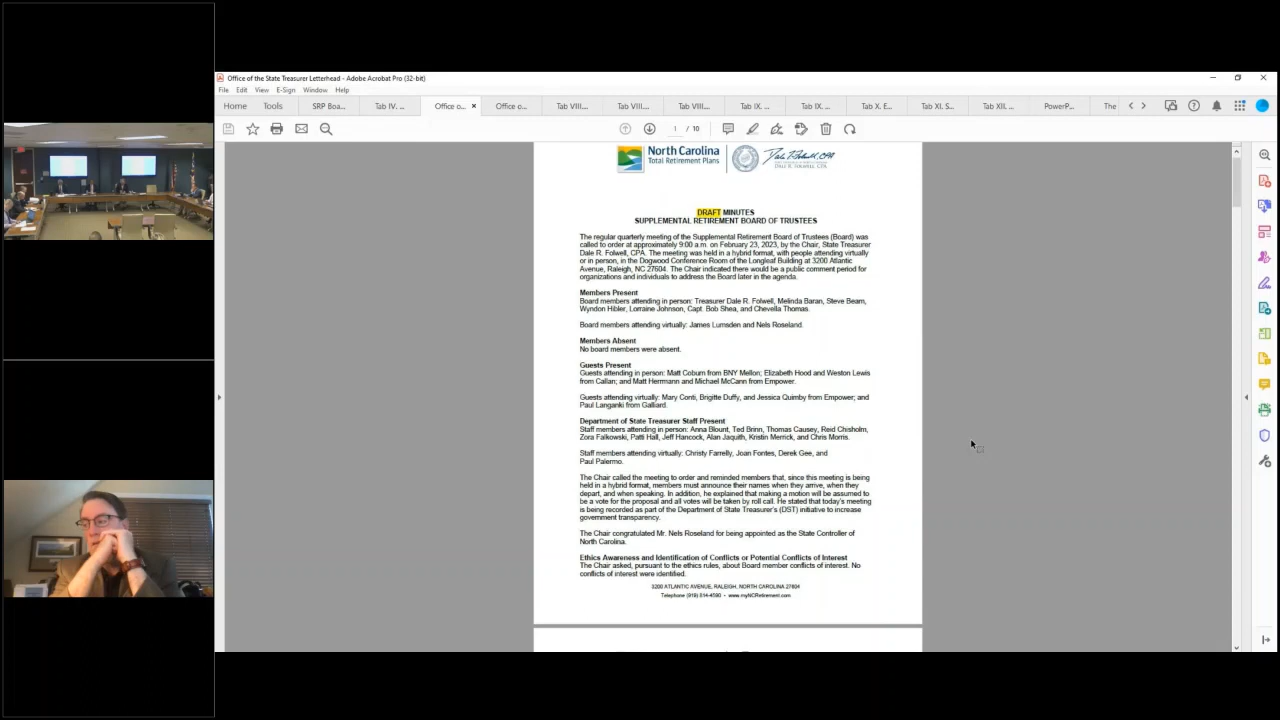 Office of the State Treasurer Letterhead - Adobe Acrobat Pro (32-bit)
File Edit View E-Sign Window Help
Home Tools SRP Boa... Tab IV. ... Office o... × Office o... Tab VIII.... Tab VIII.... Tab VIII.... Tab IX. ... Tab IX. ... Tab X. E... Tab XI. S... Tab XII. ... PowerP... The
1 / 10
North Carolina
Total Retirement Plans
DALE R. FOLWELL, CPA
DRAFT MINUTES
SUPPLEMENTAL RETIREMENT BOARD OF TRUSTEES
The regular quarterly meeting of the Supplemental Retirement Board of Trustees (Board) was
called to order at approximately 9:00 a.m. on February 23, 2023, by the Chair, State Treasurer
Dale R. Folwell, CPA. The meeting was held in a hybrid format, with people attending virtually
or in person, in the Dogwood Conference Room of the Longleaf Building at 3200 Atlantic
Avenue, Raleigh, NC 27604. The Chair indicated there would be a public comment period for
organizations and individuals to address the Board later in the agenda.
Members Present
Board members attending in person: Treasurer Dale R. Folwell, Melinda Baran, Steve Beam,
Wyndon Hibler, Lorraine Johnson, Capt. Bob Shea, and Chevella Thomas.
Board members attending virtually: James Lumsden and Nels Roseland.
Members Absent
No board members were absent.
Guests Present
Guests attending in person: Matt Coburn from BNY Mellon; Elizabeth Hood and Weston Lewis
from Callan; and Matt Herrmann and Michael McCann from Empower.
Guests attending virtually: Mary Conti, Brigitte Duffy, and Jessica Quimby from Empower; and
Paul Langanki from Galliard.
Department of State Treasurer Staff Present
Staff members attending in person: Anna Blount, Ted Brinn, Thomas Causey, Reid Chisholm,
Zora Falkowski, Patti Hall, Jeff Hancock, Alan Jaquith, Kristin Merrick, and Chris Morris.
Staff members attending virtually: Christy Farrelly, Joan Fontes, Derek Gee, and
Paul Palermo.
The Chair called the meeting to order and reminded members that, since this meeting is being
held in a hybrid format, members must announce their names when they arrive, when they
depart, and when speaking. In addition, he explained that making a motion will be assumed to
be a vote for the proposal and all votes will be taken by roll call. He stated that today's meeting
is being recorded as part of the Department of State Treasurer's (DST) initiative to increase
government transparency.
The Chair congratulated Mr. Nels Roseland for being appointed as the State Controller of
North Carolina.
Ethics Awareness and Identification of Conflicts or Potential Conflicts of Interest
The Chair asked, pursuant to the ethics rules, about Board member conflicts of interest. No
conflicts of interest were identified.
3200 ATLANTIC AVENUE, RALEIGH, NORTH CAROLINA 27604
Telephone (919) 814-4590 • www.myNCRetirement.com